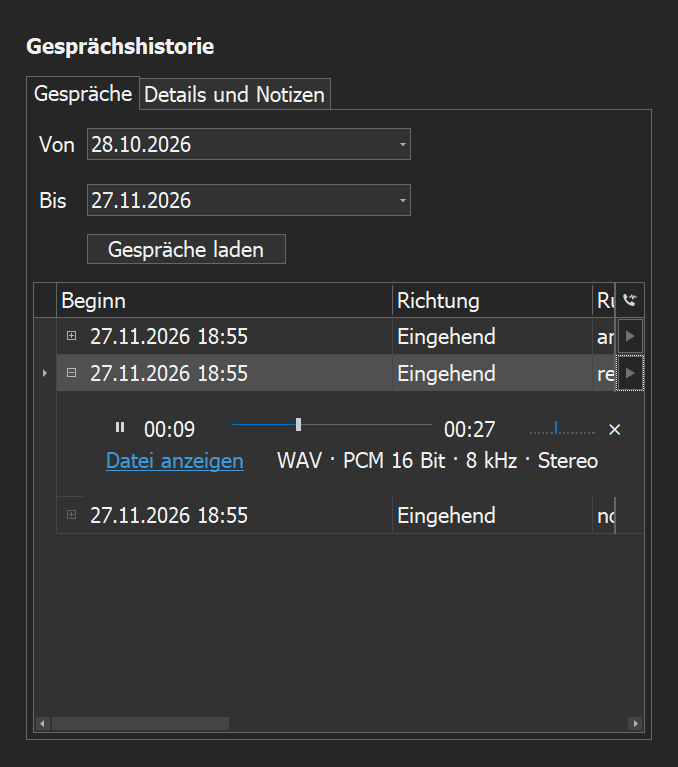 Gesprächshistorie
Gespräche Details und Notizen
Von 28.10.2026
Bis 27.11.2026
Gespräche laden
Beginn Richtung
27.11.2026 18:55 Eingehend
27.11.2026 18:55 Eingehend
00:09 00:27
Datei anzeigen WAV · PCM 16 Bit · 8 kHz · Stereo
27.11.2026 18:55 Eingehend